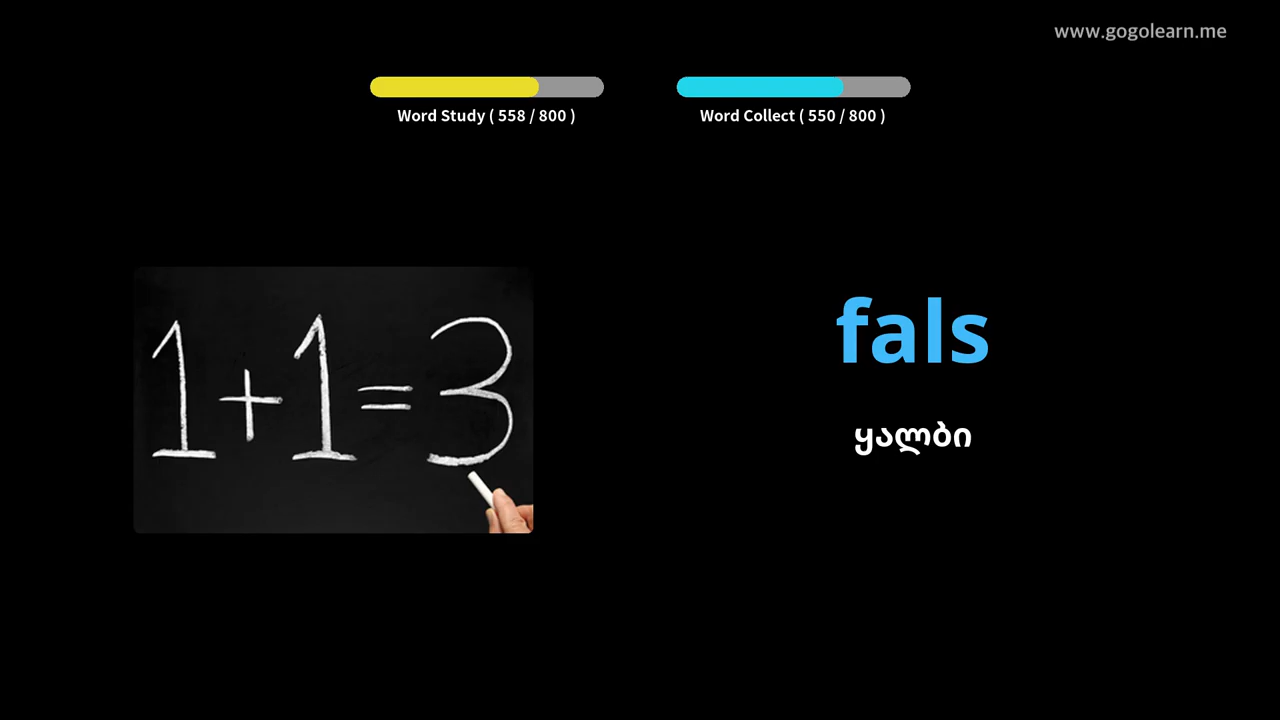 www.gogolearn.me
Word Study ( 558 / 800 )
Word Collect ( 550 / 800 )
1+1=3
fals
ყალბი